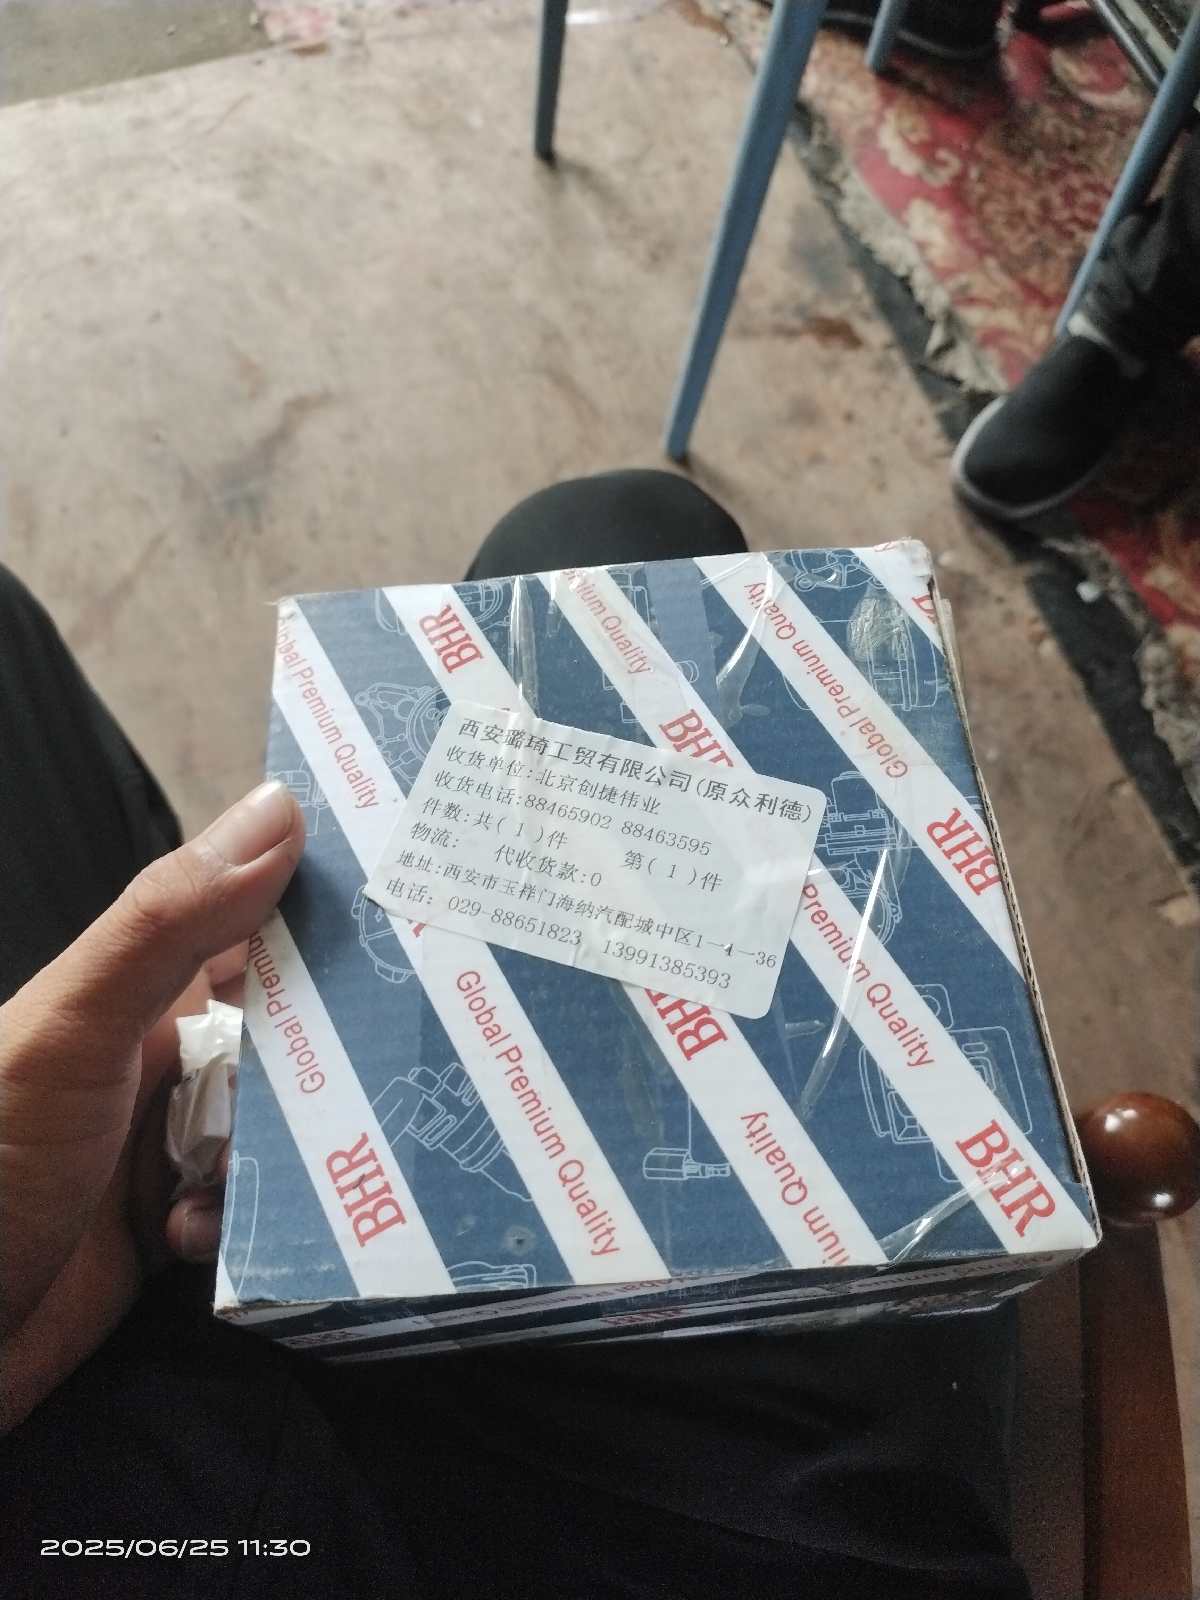 BHR
Global Premium Quality
Premium Quality
Global Premium Quality
BHR
BHR
西安璐琦工贸有限公司(原众利德)
收货单位:北京创捷伟业
收货电话:88465902 88463595
件数:共( 1 )件 第( 1 )件
物流: 代收货款:0
地址:西安市玉祥门海纳汽配城中区1—4—36
电话: 029-88651823 13991385393
Premium Quality
Global Premium
Global Premium Quality
BHR
Quality
BHR
BHR
2025/06/25 11:30